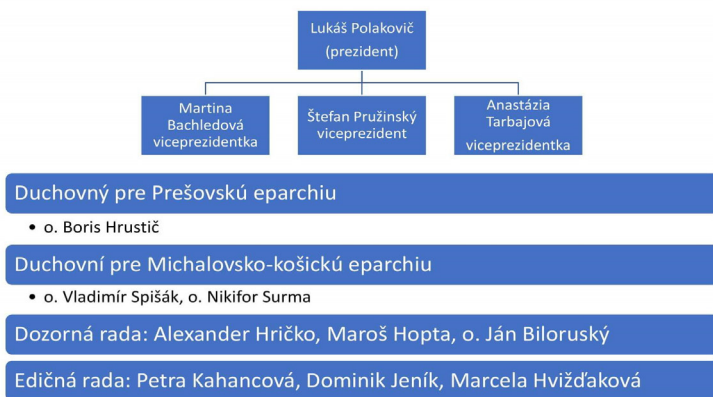 Lukáš Polakovič
(prezident)
Martina
Bachledová
viceprezidentka
Štefan Pružinský
viceprezident
Anastázia
Tarbajová
viceprezidentka
Duchovný pre Prešovskú eparchiu
• o. Boris Hrustič
Duchovní pre Michalovsko-košickú eparchiu
• o. Vladimír Spišák, o. Nikifor Surma
Dozorná rada: Alexander Hričko, Maroš Hopta, o. Ján Biloruský
Edičná rada: Petra Kahancová, Dominik Jeník, Marcela Hvižďaková